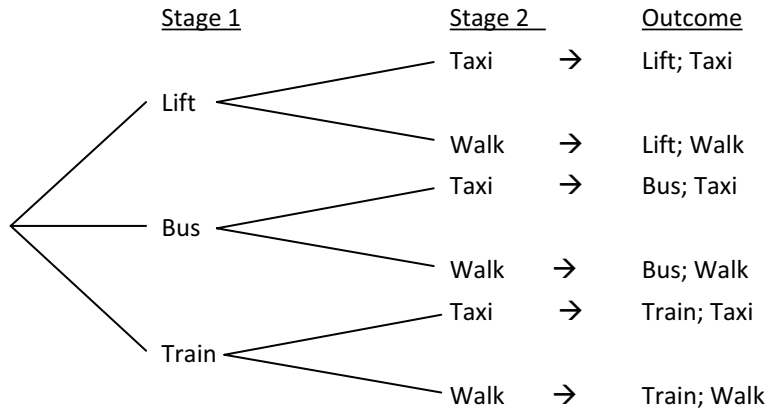 Stage 1 Stage 2 Outcome
Taxi → Lift; Taxi
Lift
Walk → Lift; Walk
Taxi → Bus; Taxi
Bus
Walk → Bus; Walk
Taxi → Train; Taxi
Train
Walk → Train; Walk